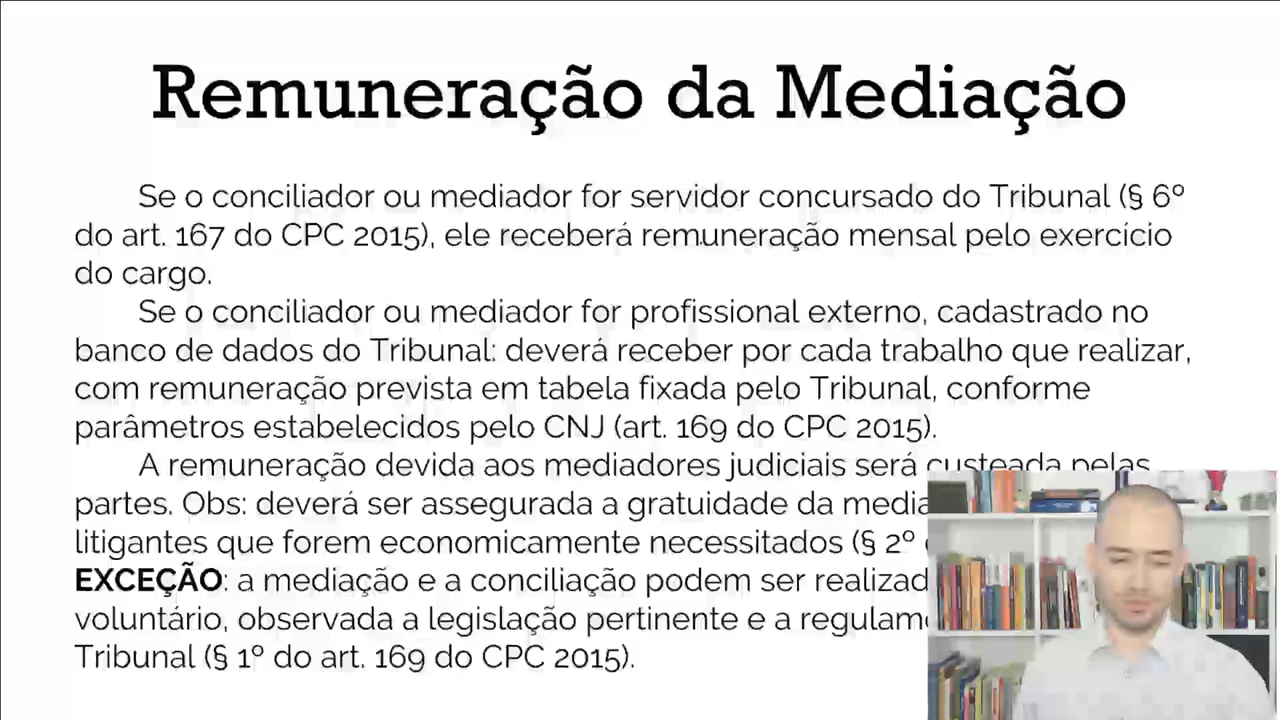 Remuneração da Mediação
Se o conciliador ou mediador for servidor concursado do Tribunal (§ 6º
do art. 167 do CPC 2015), ele receberá remuneração mensal pelo exercício
do cargo.
Se o conciliador ou mediador for profissional externo, cadastrado no
banco de dados do Tribunal: deverá receber por cada trabalho que realizar,
com remuneração prevista em tabela fixada pelo Tribunal, conforme
parâmetros estabelecidos pelo CNJ (art. 169 do CPC 2015).
A remuneração devida aos mediadores judiciais será custeada pelas
partes. Obs: deverá ser assegurada a gratuidade da
litigantes que forem economicamente necessitados (§ 2º
EXCEÇÃO: a mediação e a conciliação podem ser
voluntário, observada a legislação pertinente e a
Tribunal (§ 1º do art. 169 do CPC 2015).